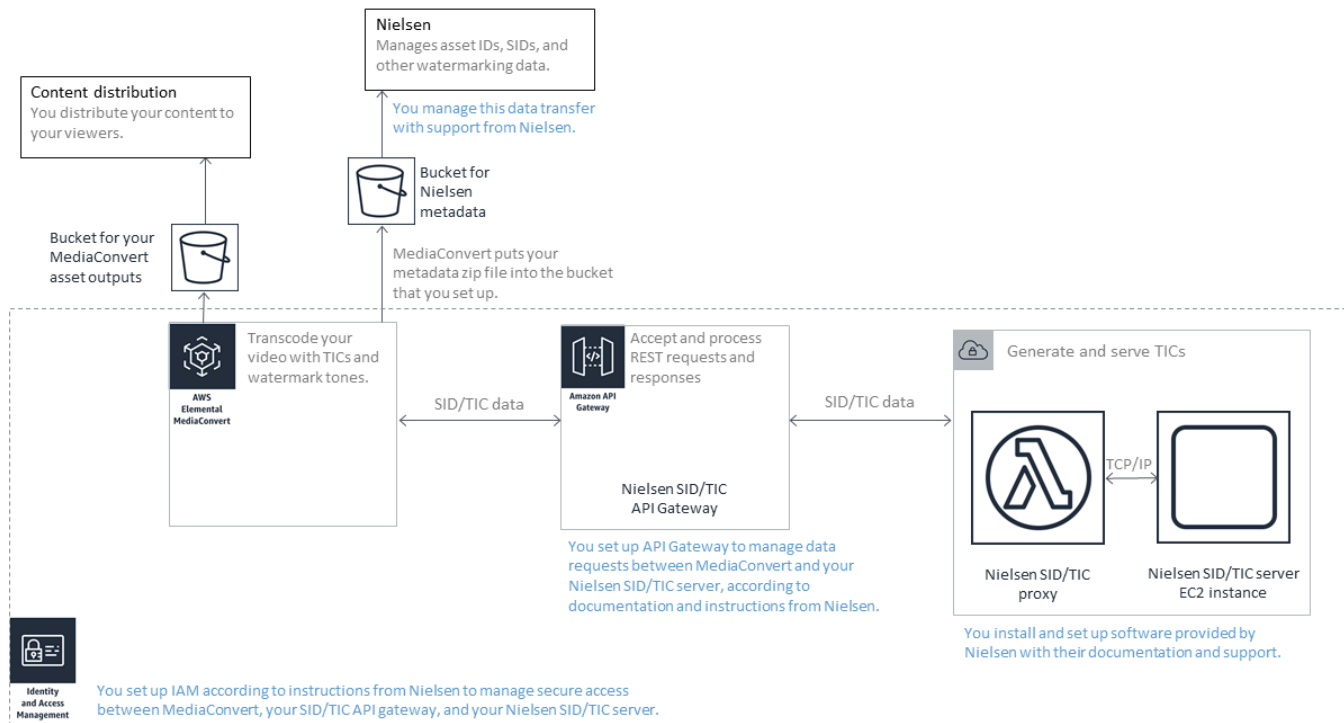 Nielsen
Manages asset IDs, SIDs, and
other watermarking data.
Content distribution
You distribute your content to
your viewers.
You manage this data transfer
with support from Nielsen.
Bucket for
Nielsen
metadata
Bucket for your
MediaConvert
asset outputs
MediaConvert puts your
metadata zip file into the bucket
that you set up.
Transcode your
video with TICs and
watermark tones.
AWS
Elemental
MediaConvert
SID/TIC data
Accept and process
REST requests and
responses
Amazon API
Gateway
Nielsen SID/TIC
API Gateway
You set up API Gateway to manage data
requests between MediaConvert and your
Nielsen SID/TIC server, according to
documentation and instructions from Nielsen.
SID/TIC data
Generate and serve TICs
TCP/IP
Nielsen SID/TIC
proxy
Nielsen SID/TIC server
EC2 instance
You install and set up software provided by
Nielsen with their documentation and support.
Identity
and Access
Management
You set up IAM according to instructions from Nielsen to manage secure access
between MediaConvert, your SID/TIC API gateway, and your Nielsen SID/TIC server.